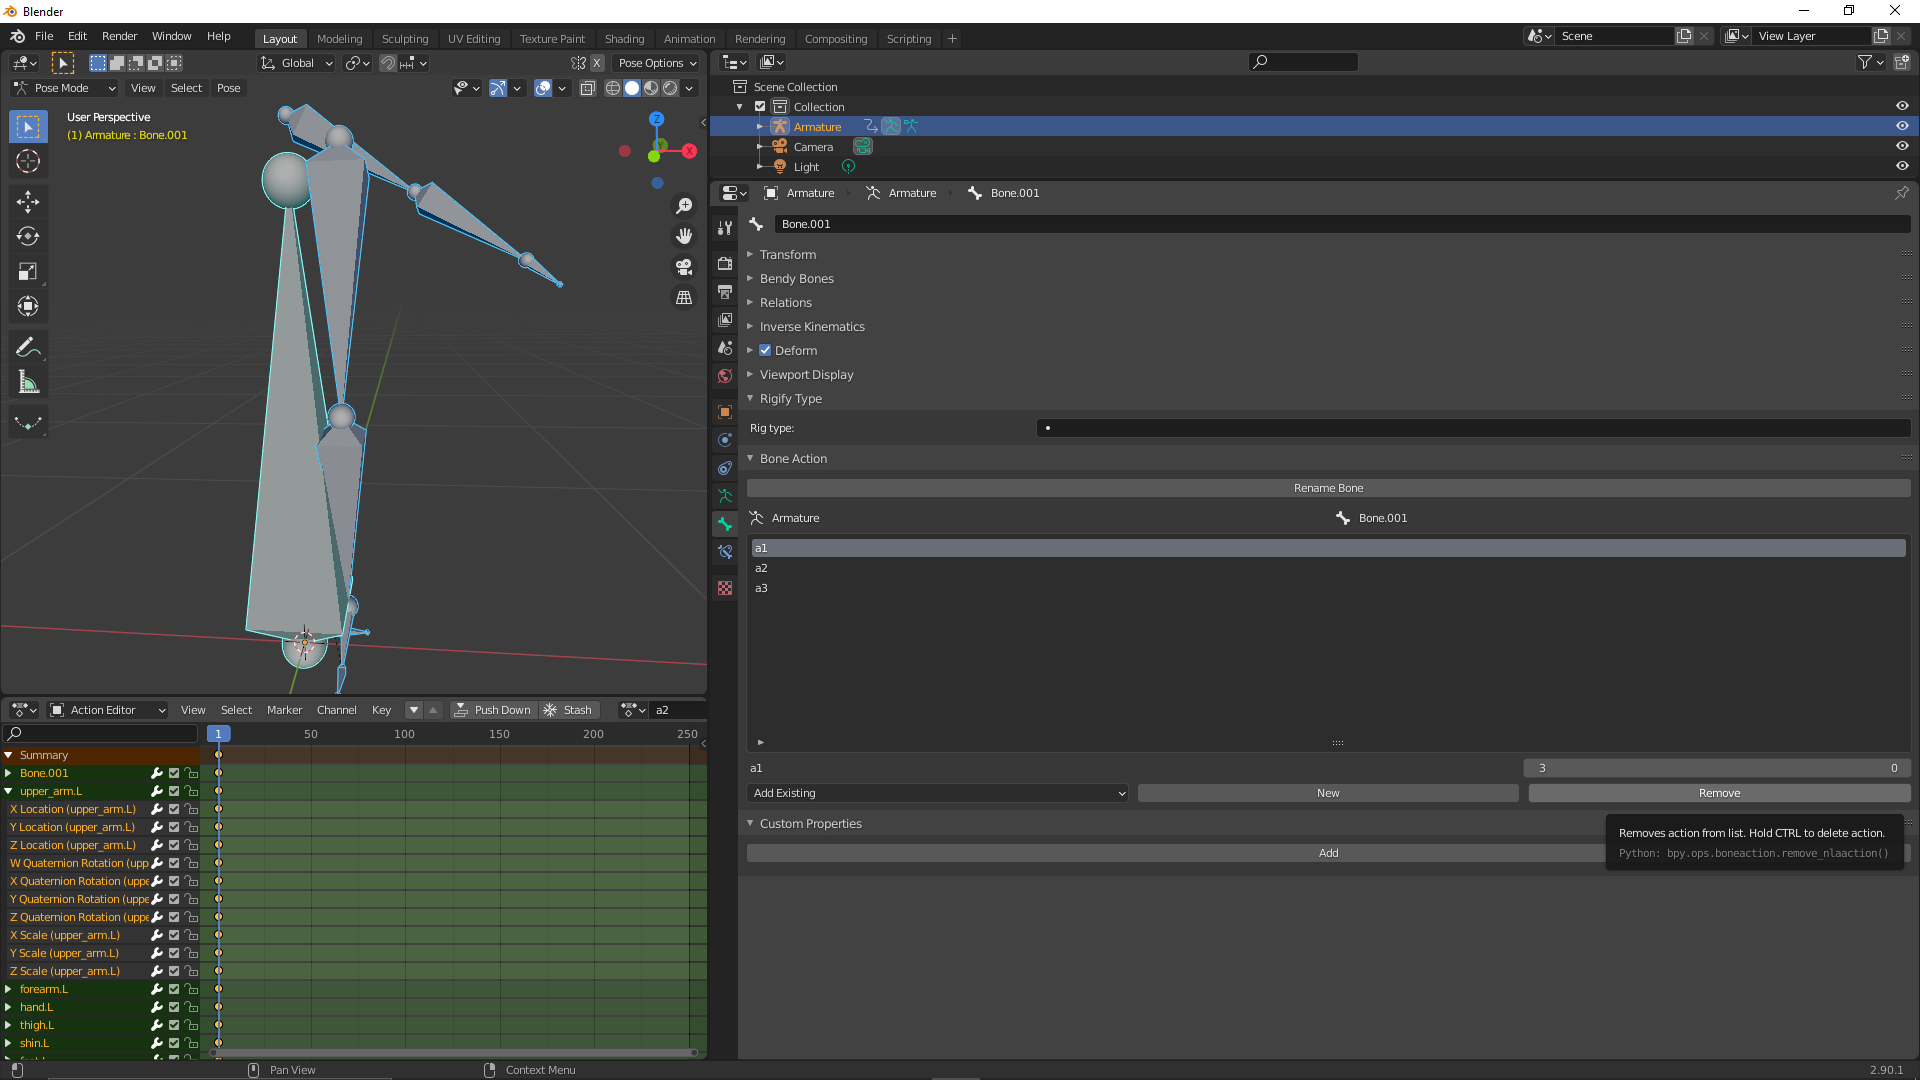 Blender
File Edit Render Window Help
Layout Modeling Sculpting UV Editing Texture Paint Shading Animation Rendering Compositing Scripting +
Scene
View Layer
Global
X
Pose Options
Pose Mode View Select Pose
User Perspective
(1) Armature : Bone.001
Z
Y
X
Scene Collection
Collection
Armature
Camera
Light
Armature Armature Bone.001
Bone.001
Transform
Bendy Bones
Relations
Inverse Kinematics
Deform
Viewport Display
Rigify Type
Rig type:
Bone Action
Rename Bone
Armature Bone.001
a1
a2
a3
a1 3 0
Add Existing New Remove
Custom Properties
Add
Removes action from list. Hold CTRL to delete action.
Python: bpy.ops.boneaction.remove_nlaaction()
Action Editor View Select Marker Channel Key Push Down Stash a2
1 50 100 150 200 250
Summary
Bone.001
upper_arm.L
X Location (upper_arm.L)
Y Location (upper_arm.L)
Z Location (upper_arm.L)
W Quaternion Rotation (upp
X Quaternion Rotation (uppe
Y Quaternion Rotation (uppe
Z Quaternion Rotation (uppe
X Scale (upper_arm.L)
Y Scale (upper_arm.L)
Z Scale (upper_arm.L)
forearm.L
hand.L
thigh.L
shin.L
Pan View
Context Menu
2.90.1